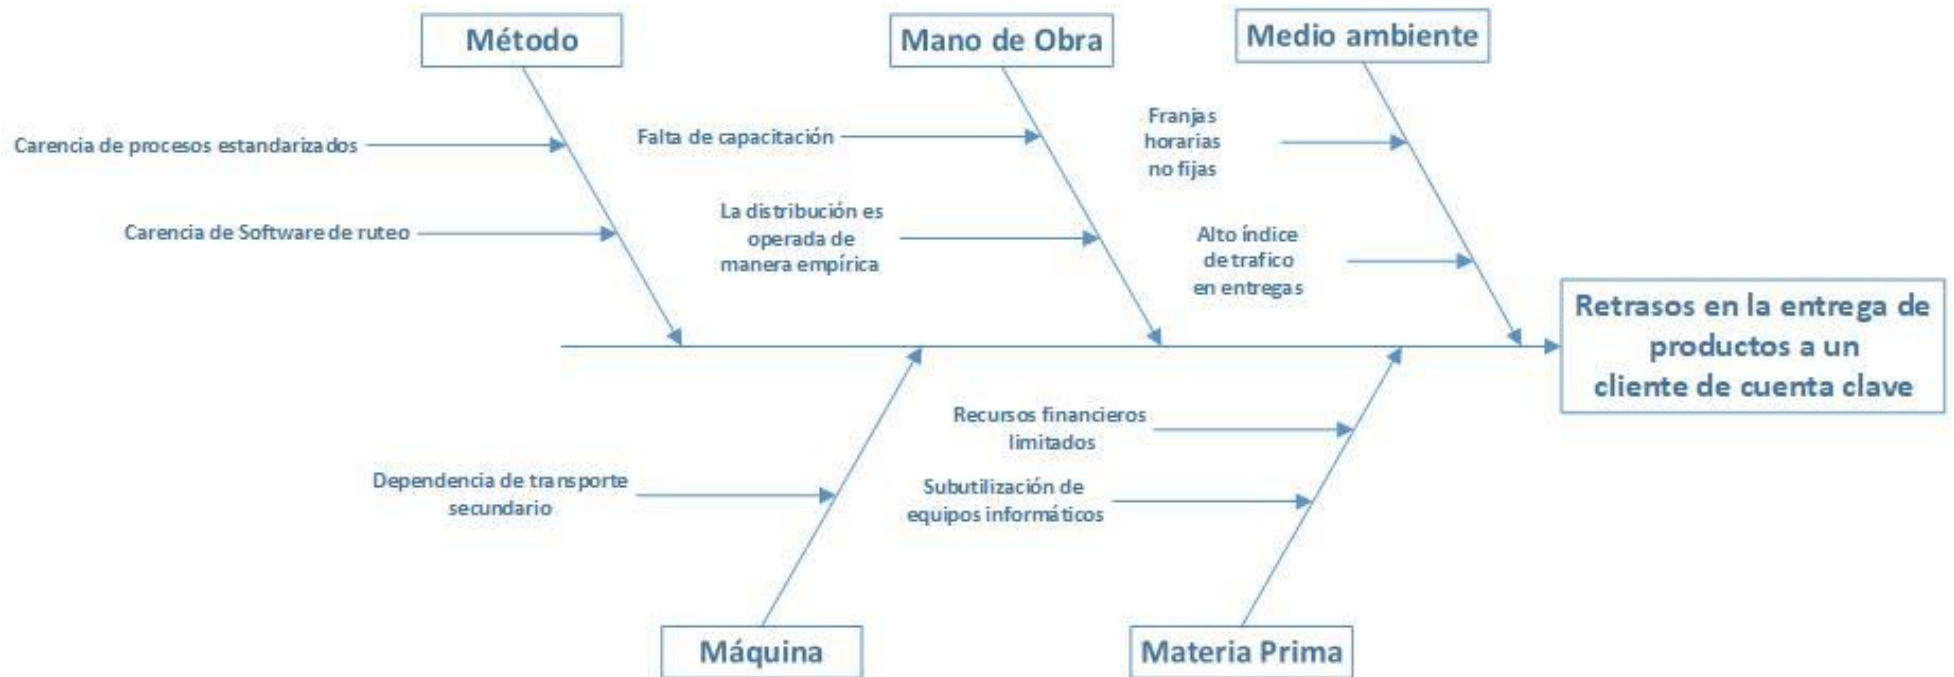 Método
Mano de Obra
Medio ambiente
Carencia de procesos estandarizados
Carencia de Software de ruteo
Falta de capacitación
La distribución es
operada de
manera empírica
Franjas
horarias
no fijas
Alto índice
de trafico
en entregas
Retrasos en la entrega de
productos a un
cliente de cuenta clave
Dependencia de transporte
secundario
Recursos financieros
limitados
Subutilización de
equipos informáticos
Máquina
Materia Prima